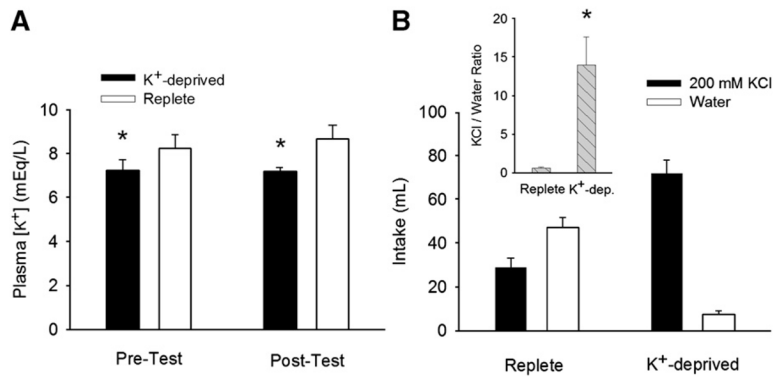 A
K+-deprived
Replete
Plasma [K+] (mEq/L)
10
8
6
4
2
0
*
*
Pre-Test
Post-Test
B
200 mM KCl
Water
Intake (mL)
100
80
60
40
20
0
KCl / Water Ratio
20
15
10
5
0
*
Replete K+-dep.
Replete
K+-deprived